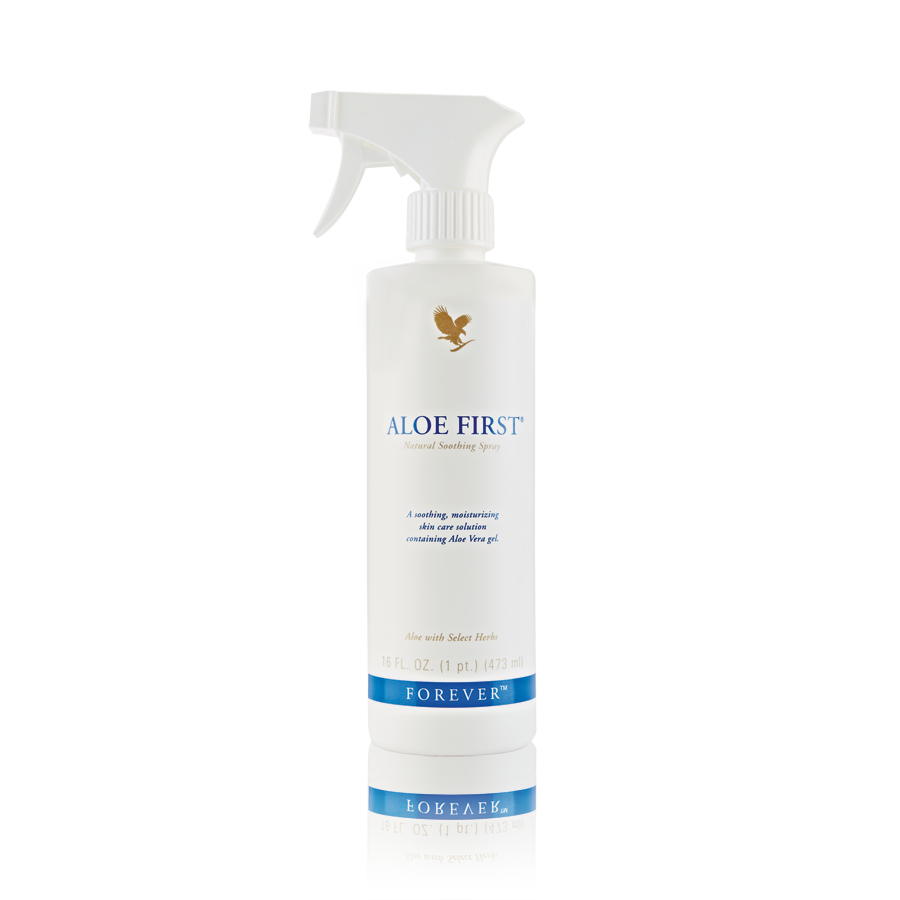 ALOE FIRST®
Natural Soothing Spray
A soothing, moisturizing
skin care solution
containing Aloe Vera gel.
Aloe with Select Herbs
16 FL. OZ. (1 pt.) (473 ml)
FOREVER™